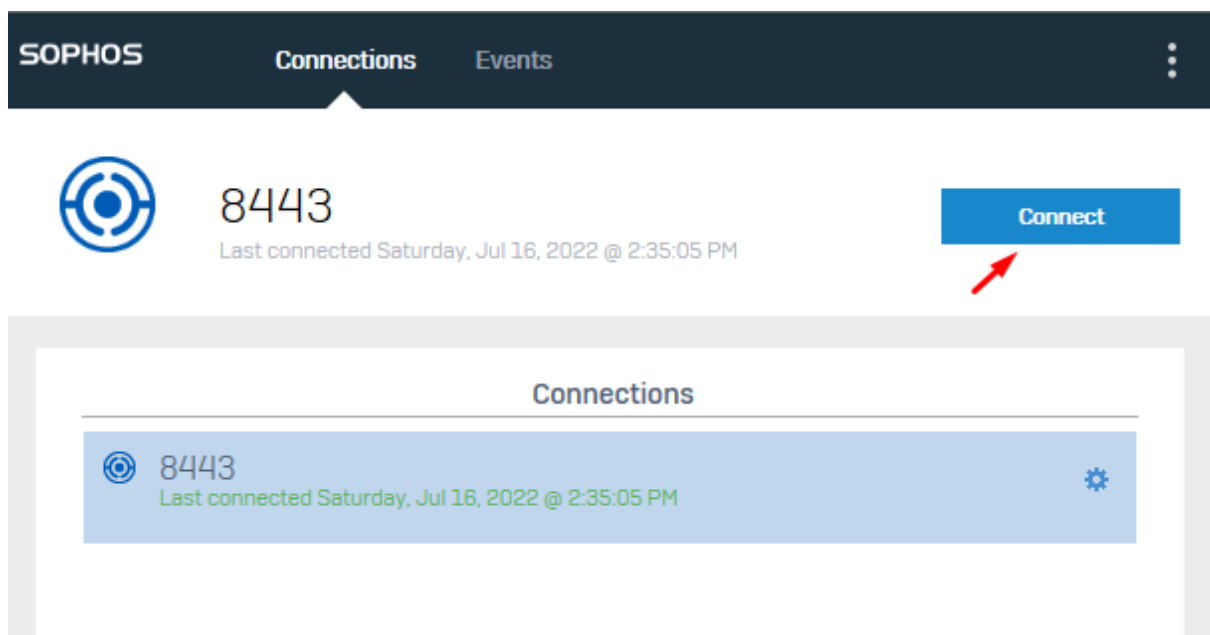 SOPHOS
Connections
Events
8443
Last connected Saturday, Jul 16, 2022 @ 2:35:05 PM
Connect
Connections
8443
Last connected Saturday, Jul 16, 2022 @ 2:35:05 PM